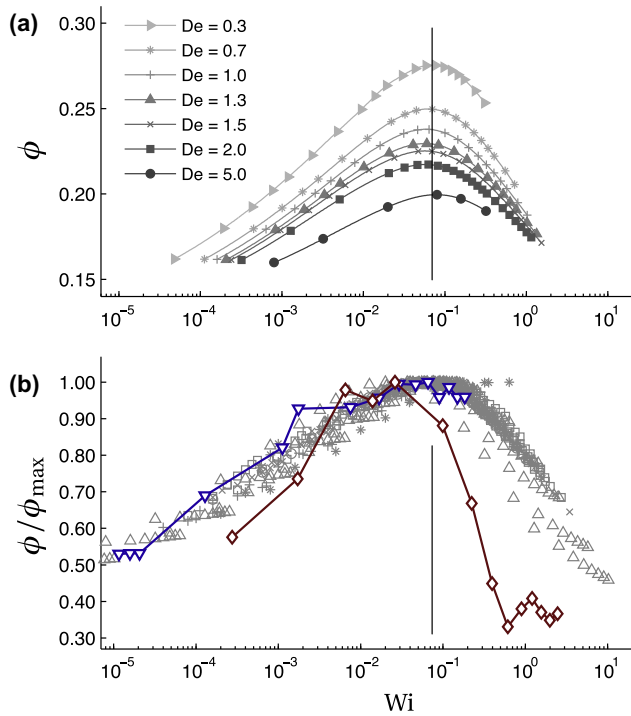 (a)
0.30
0.25
0.20
0.15
ϕ
De = 0.3
De = 0.7
De = 1.0
De = 1.3
De = 1.5
De = 2.0
De = 5.0
10⁻⁵ 10⁻⁴ 10⁻³ 10⁻² 10⁻¹ 10⁰ 10¹
Wi
(b)
1.00
0.90
0.80
0.70
0.60
0.50
0.40
0.30
ϕ/ϕmax
10⁻⁵ 10⁻⁴ 10⁻³ 10⁻² 10⁻¹ 10⁰ 10¹
Wi